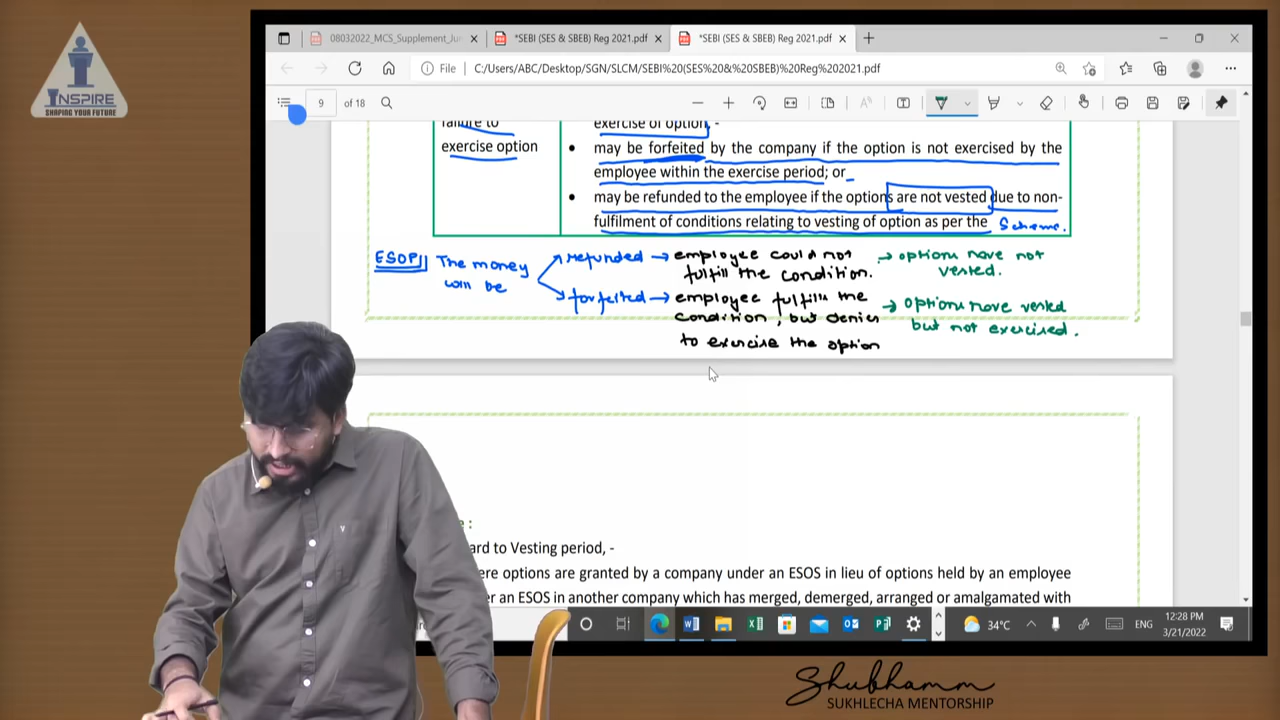 INSPIRE
SHAPING YOUR FUTURE
08032022_MCS_Supplement_Jun
*SEBI (SES & SBEB) Reg 2021.pdf
*SEBI (SES & SBEB) Reg 2021.pdf
File
C:/Users/ABC/Desktop/SGN/SLCM/SEBI%20(SES%20&%20SBEB)%20Reg%202021.pdf
9 of 18
failure to
exercise option
exercise of option, -
• may be forfeited by the company if the option is not exercised by the
employee within the exercise period; or
• may be refunded to the employee if the options are not vested due to non-
fulfilment of conditions relating to vesting of option as per the Scheme.
ESOP The money
will be
refunded → employee could not
fulfill the condition.
→ options have not
vested.
forfeited → employee fulfills the
condition, but denies
to exercise the option
→ options have vested
but not exercised.
ard to Vesting period, -
ere options are granted by a company under an ESOS in lieu of options held by an employee
er an ESOS in another company which has merged, demerged, arranged or amalgamated with
34°C
ENG
12:28 PM
3/21/2022
Shubhamm
SUKHLECHA MENTORSHIP